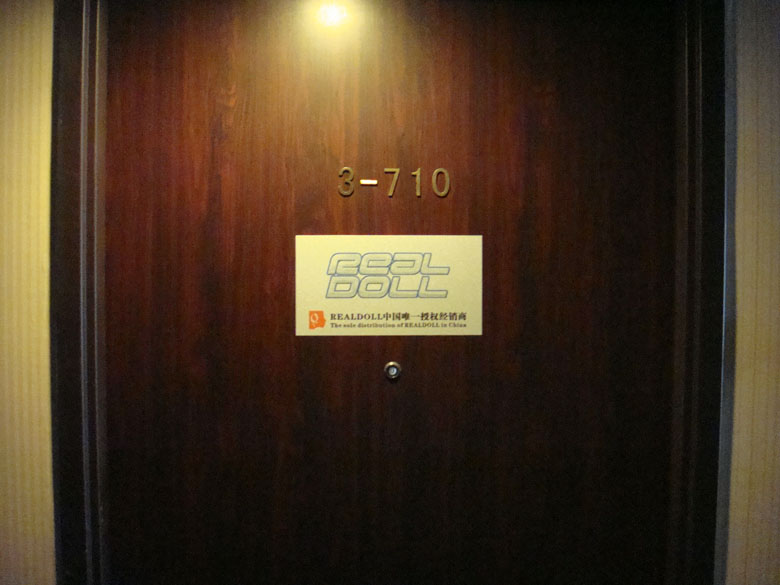 3-710
REAL
DOLL
REALDOLL中国唯一授权经销商
The sole distribution of REALDOLL in China